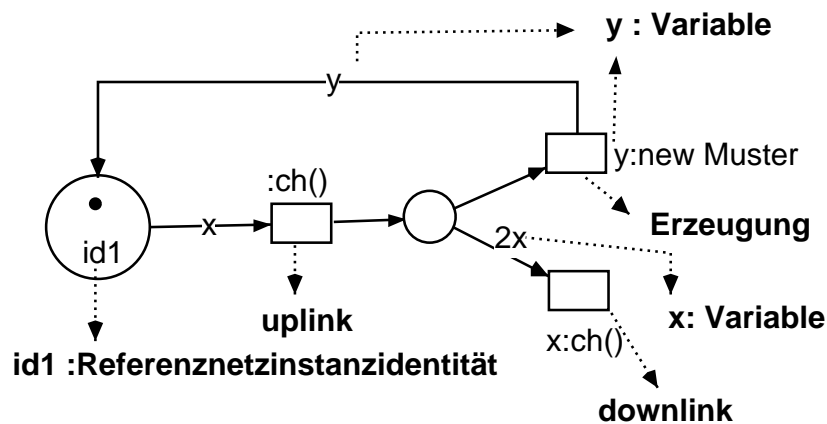 y : Variable
y
y:new Muster
:ch()
x
id1
2x
Erzeugung
uplink
x: Variable
x:ch()
id1 :Referenznetzinstanzidentität
downlink